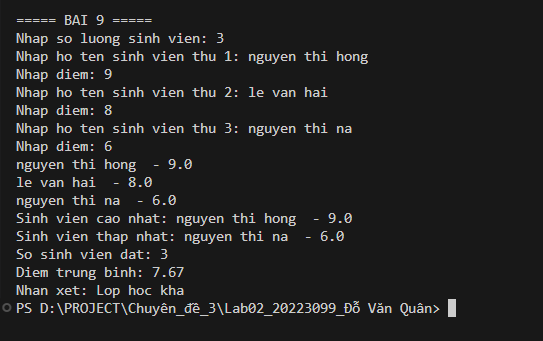 ===== BAI 9 =====
Nhap so luong sinh vien: 3
Nhap ho ten sinh vien thu 1: nguyen thi hong
Nhap diem: 9
Nhap ho ten sinh vien thu 2: le van hai
Nhap diem: 8
Nhap ho ten sinh vien thu 3: nguyen thi na
Nhap diem: 6
nguyen thi hong  - 9.0
le van hai  - 8.0
nguyen thi na  - 6.0
Sinh vien cao nhat: nguyen thi hong  - 9.0
Sinh vien thap nhat: nguyen thi na  - 6.0
So sinh vien dat: 3
Diem trung binh: 7.67
Nhan xet: Lop hoc kha
PS D:\PROJECT\Chuyên_đề_3\Lab02_20223099_Đỗ Văn Quân>